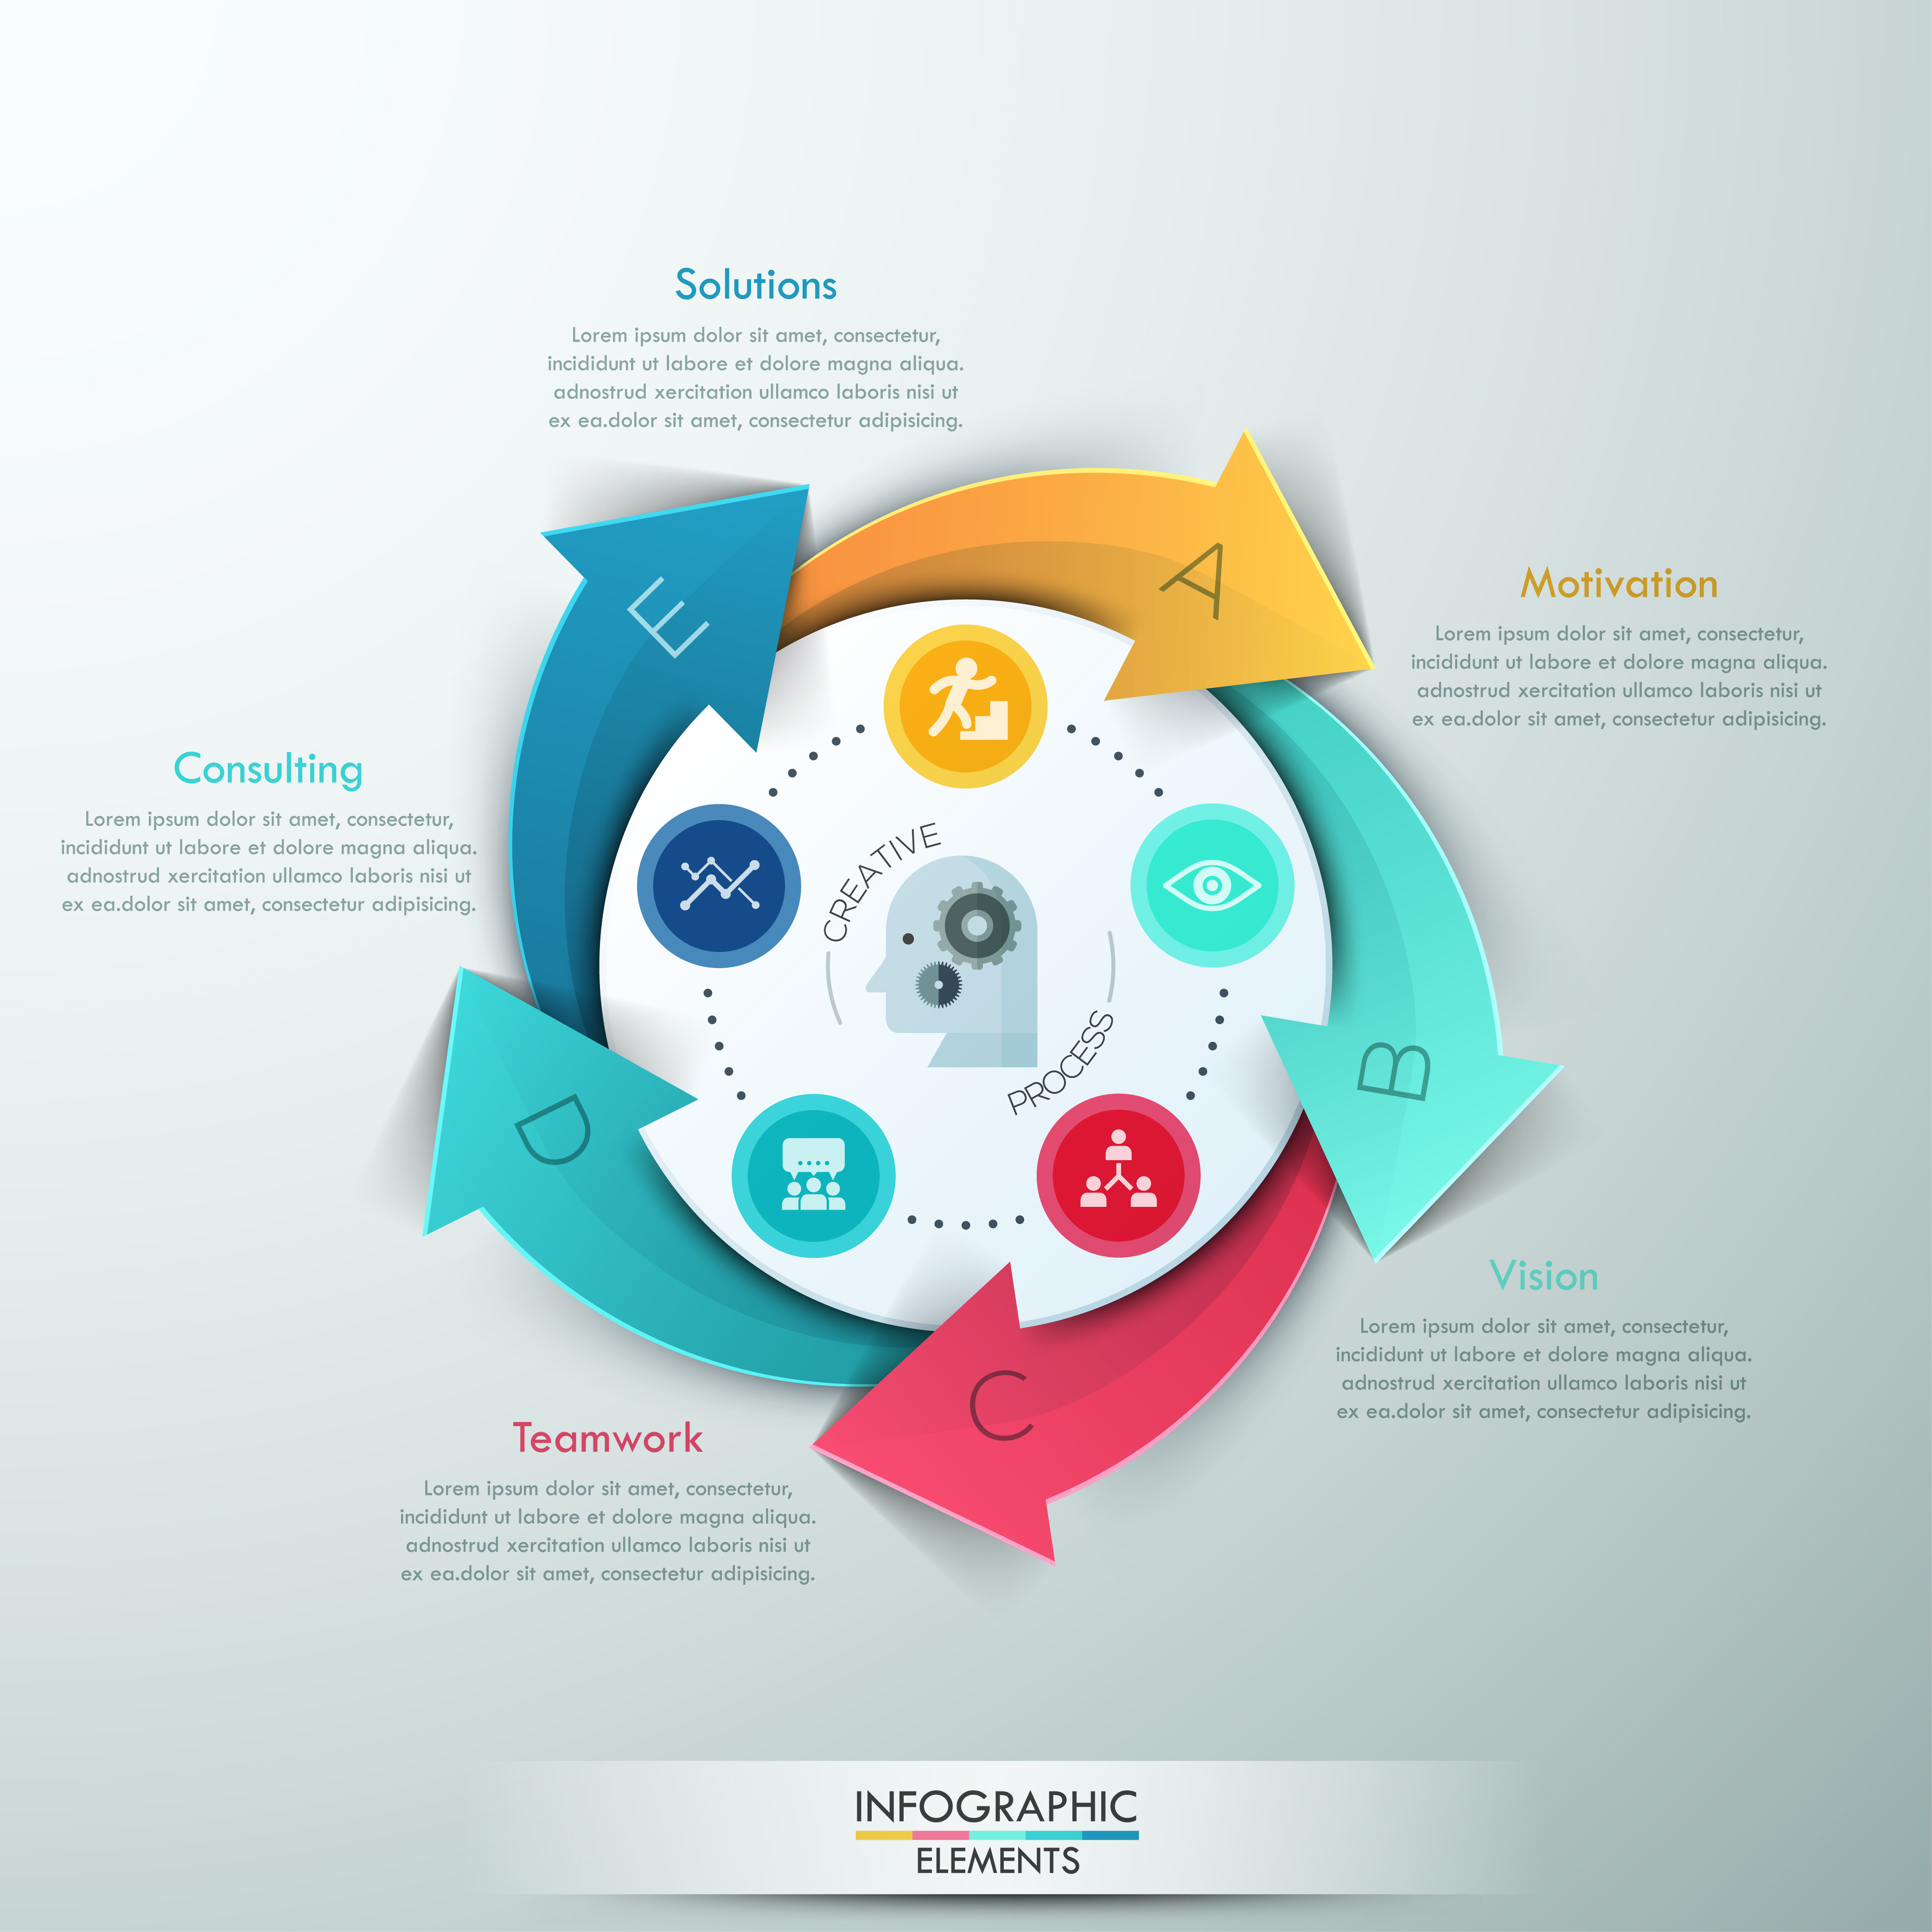 Solutions
Lorem ipsum dolor sit amet, consectetur,
incididunt ut labore et dolore magna aliqua.
adnostrud xercitation ullamco laboris nisi ut
ex ea.dolor sit amet, consectetur adipisicing.
E
A
Motivation
Lorem ipsum dolor sit amet, consectetur,
incididunt ut labore et dolore magna aliqua.
adnostrud xercitation ullamco laboris nisi ut
ex ea.dolor sit amet, consectetur adipisicing.
Consulting
Lorem ipsum dolor sit amet, consectetur,
incididunt ut labore et dolore magna aliqua.
adnostrud xercitation ullamco laboris nisi ut
ex ea.dolor sit amet, consectetur adipisicing.
CREATIVE
PROCESS
B
D
Vision
Lorem ipsum dolor sit amet, consectetur,
incididunt ut labore et dolore magna aliqua.
adnostrud xercitation ullamco laboris nisi ut
ex ea.dolor sit amet, consectetur adipisicing.
C
Teamwork
Lorem ipsum dolor sit amet, consectetur,
incididunt ut labore et dolore magna aliqua.
adnostrud xercitation ullamco laboris nisi ut
ex ea.dolor sit amet, consectetur adipisicing.
INFOGRAPHIC
ELEMENTS